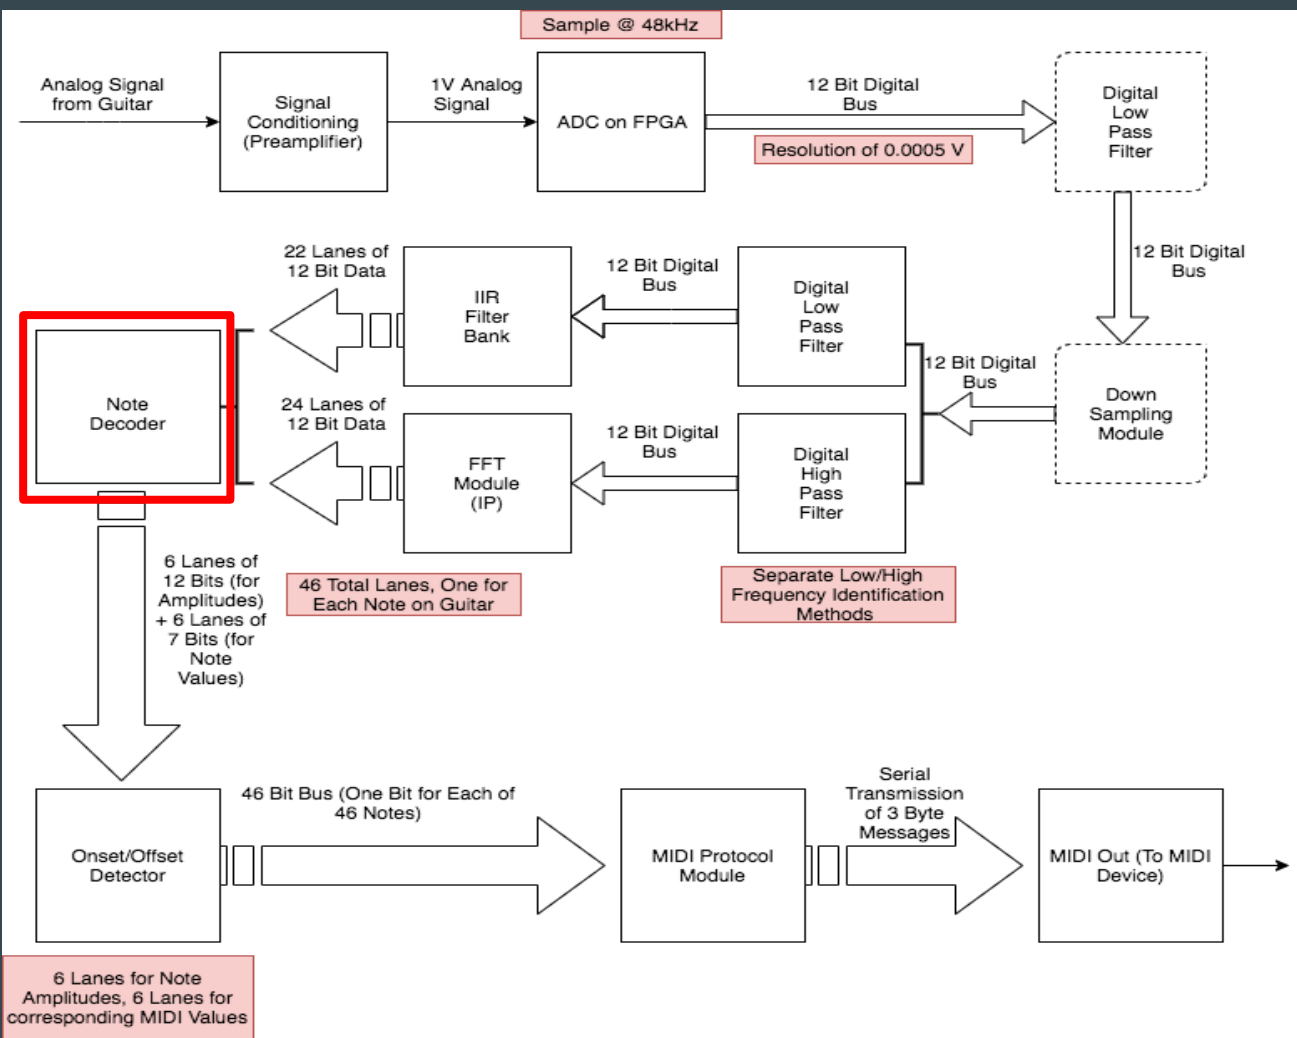 Sample @ 48kHz
Analog Signal
from Guitar
Signal
Conditioning
(Preamplifier)
1V Analog
Signal
ADC on FPGA
12 Bit Digital
Bus
Resolution of 0.0005 V
Digital
Low
Pass
Filter
12 Bit Digital
Bus
22 Lanes of
12 Bit Data
IIR
Filter
Bank
12 Bit Digital
Bus
Digital
Low
Pass
Filter
12 Bit Digital
Bus
Down
Sampling
Module
Note
Decoder
24 Lanes of
12 Bit Data
FFT
Module
(IP)
12 Bit Digital
Bus
Digital
High
Pass
Filter
46 Total Lanes, One for
Each Note on Guitar
Separate Low/High
Frequency Identification
Methods
6 Lanes of
12 Bits (for
Amplitudes)
+ 6 Lanes of
7 Bits (for
Note
Values)
Onset/Offset
Detector
46 Bit Bus (One Bit for Each of
46 Notes)
MIDI Protocol
Module
Serial
Transmission
of 3 Byte
Messages
MIDI Out (To MIDI
Device)
6 Lanes for Note
Amplitudes, 6 Lanes for
corresponding MIDI Values